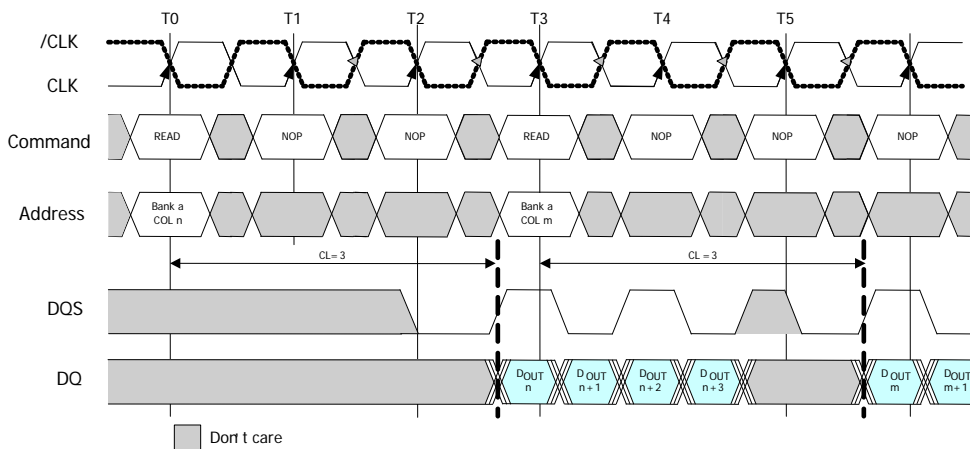 T0 T1 T2 T3 T4 T5
/CLK
CLK
Command READ NOP NOP READ NOP NOP NOP
Address Bank a COL n Bank a COL m
CL = 3 CL = 3
DQS
DQ DOUT n DOUT n+1 DOUT n+2 DOUT n+3 DOUT m DOUT m+1
Don't care